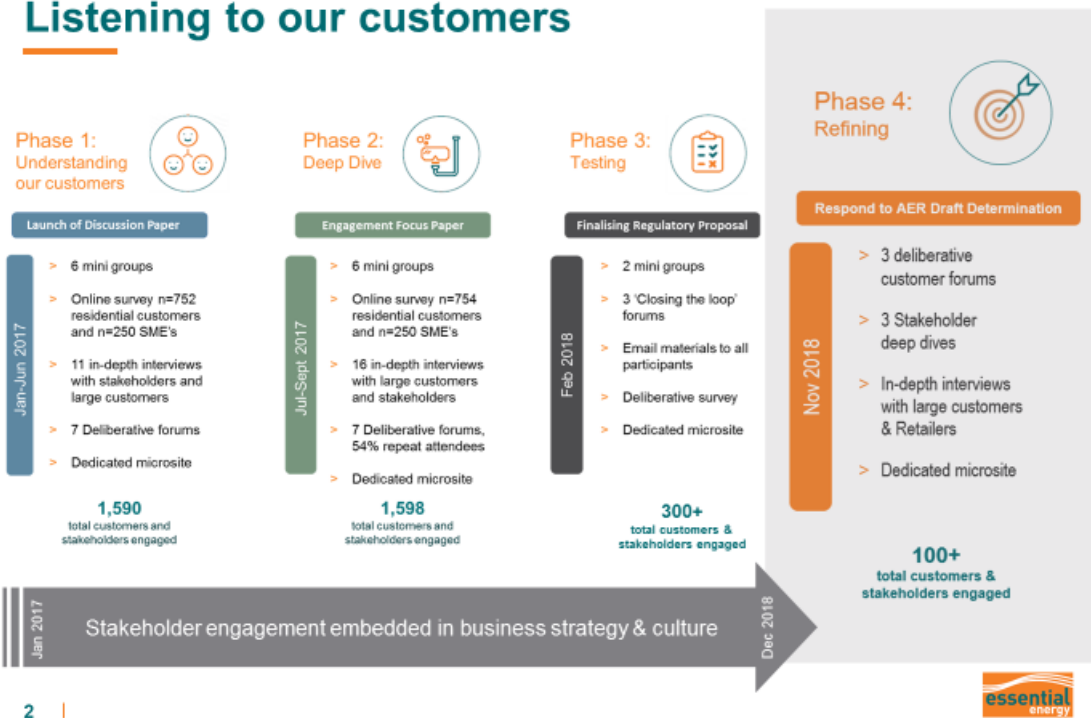 Listening to our customers
Phase 1:
Understanding
our customers
Launch of Discussion Paper
Jan-Jun 2017
> 6 mini groups
> Online survey n=752
residential customers
and n=250 SME's
> 11 in-depth interviews
with stakeholders and
large customers
> 7 Deliberative forums
> Dedicated microsite
1,590
total customers and
stakeholders engaged
Phase 2:
Deep Dive
Engagement Focus Paper
Jul-Sept 2017
> 6 mini groups
> Online survey n=754
residential customers
and n=250 SME's
> 16 in-depth interviews
with large customers
and stakeholders
> 7 Deliberative forums,
54% repeat attendees
> Dedicated microsite
1,598
total customers and
stakeholders engaged
Phase 3:
Testing
Finalising Regulatory Proposal
Feb 2018
> 2 mini groups
> 3 'Closing the loop'
forums
> Email materials to all
participants
> Deliberative survey
> Dedicated microsite
300+
total customers &
stakeholders engaged
Phase 4:
Refining
Respond to AER Draft Determination
Nov 2018
> 3 deliberative
customer forums
> 3 Stakeholder
deep dives
> In-depth interviews
with large customers
& Retailers
> Dedicated microsite
100+
total customers &
stakeholders engaged
Jan 2017
Stakeholder engagement embedded in business strategy & culture
Dec 2018
essential
energy
2